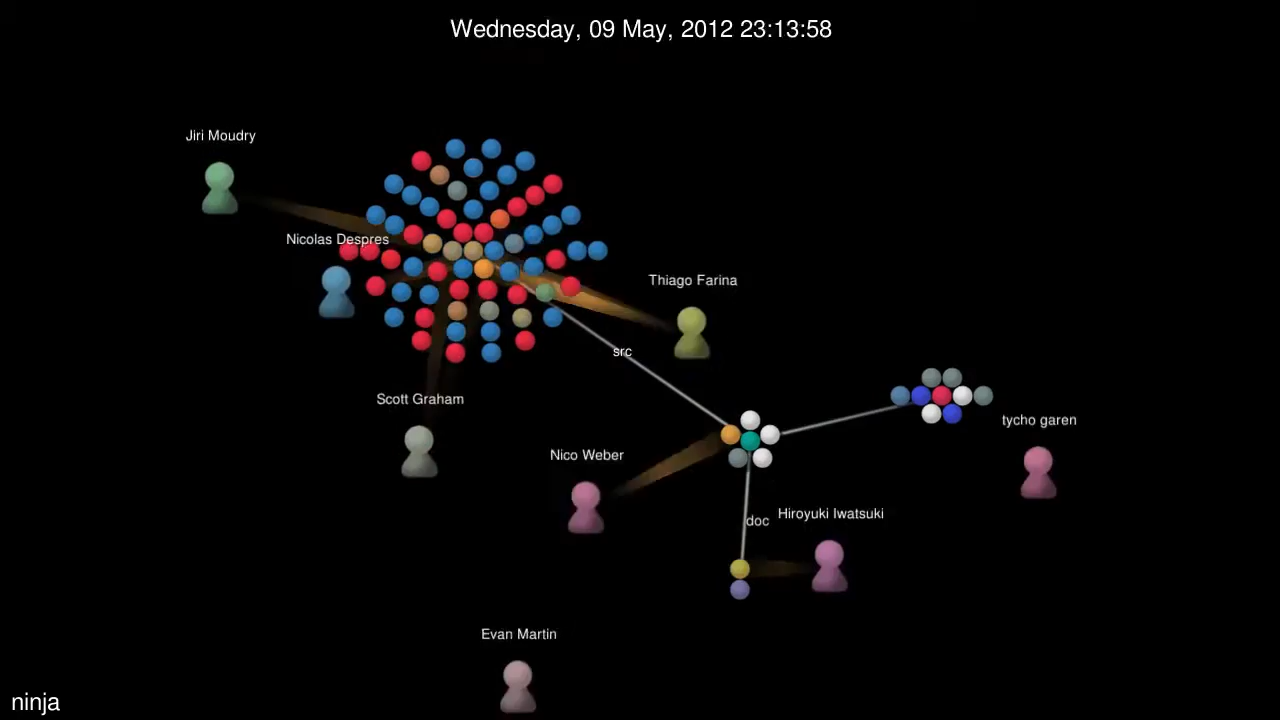 Wednesday, 09 May, 2012 23:13:58
Jiri Moudry
Nicolas Despres
Thiago Farina
src
Scott Graham
tycho garen
Nico Weber
doc
Hiroyuki Iwatsuki
Evan Martin
ninja